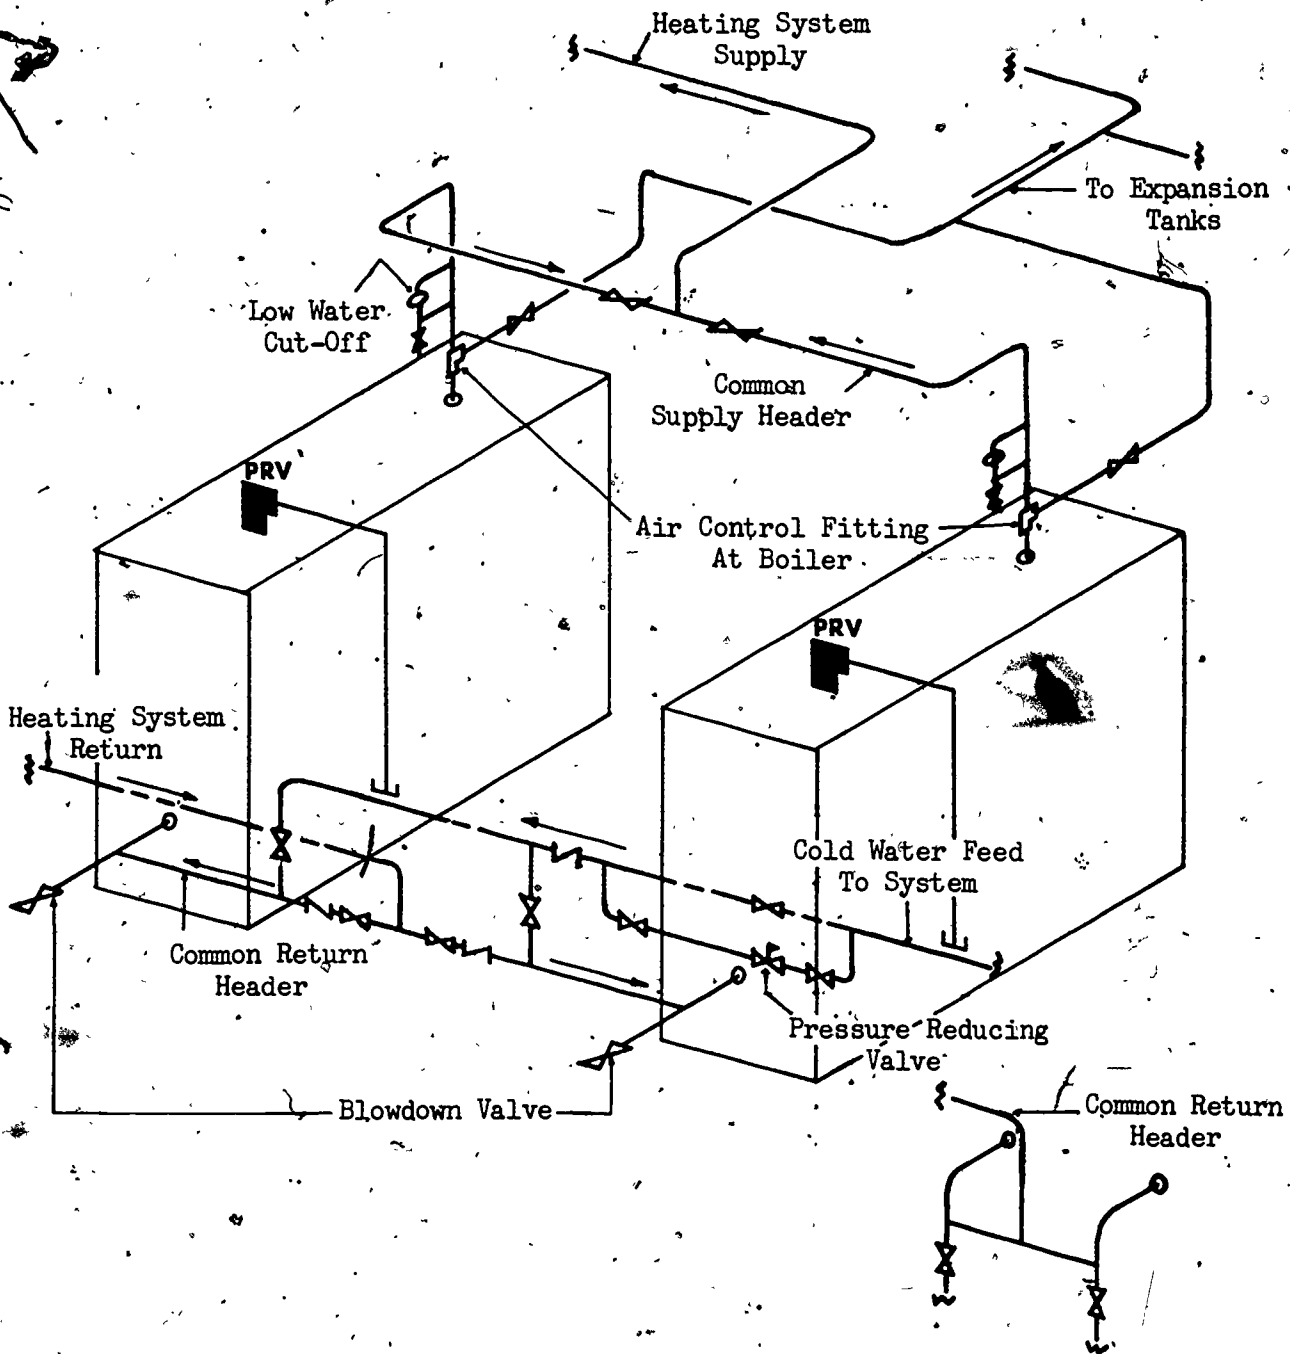 Heating System
Supply
To Expansion
Tanks
Low Water
Cut-Off
Common
Supply Header
PRV
Air Control Fitting
At Boiler
PRV
Heating System
Return
Cold Water Feed
To System
Common Return
Header
Pressure Reducing
Valve
Blowdown Valve
Common Return
Header